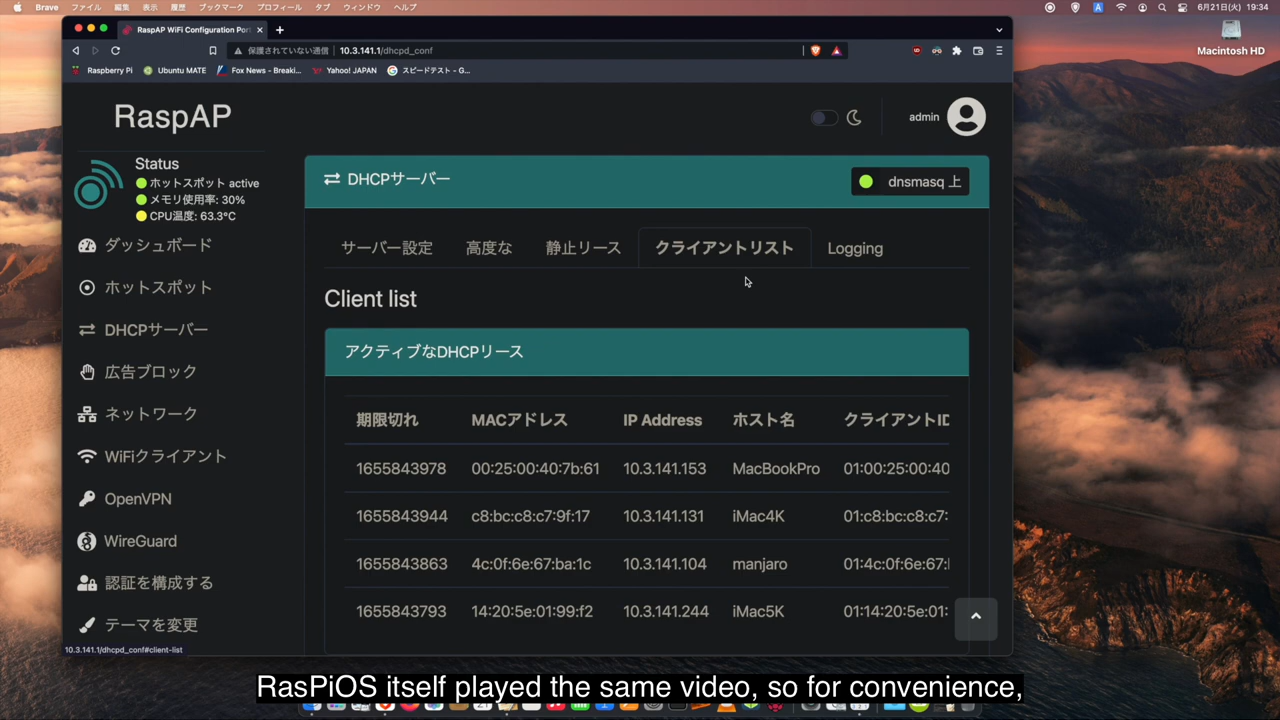 Brave ファイル 編集 表示 履歴 ブックマーク プロフィール タブ ウィンドウ ヘルプ A 6月21日(火) 19:34
RaspAP WiFi Configuration Por
保護されていない通信 10.3.141.1/dhcpd_conf
Macintosh HD
Raspberry Pi Ubuntu MATE Fox News - Breaki... Yahoo! JAPAN スピードテスト - G...
RaspAP
admin
Status
ホットスポット active
メモリ使用率: 30%
CPU温度: 63.3°C
ダッシュボード
ホットスポット
DHCPサーバー
広告ブロック
ネットワーク
WiFiクライアント
OpenVPN
WireGuard
認証を構成する
テーマを変更
DHCPサーバー dnsmasq 上
サーバー設定 高度な 静止リース クライアントリスト Logging
Client list
アクティブなDHCPリース
期限切れ MACアドレス IP Address ホスト名 クライアントID
1655843978 00:25:00:40:7b:61 10.3.141.153 MacBookPro 01:00:25:00:40
1655843944 c8:bc:c8:c7:9f:17 10.3.141.131 iMac4K 01:c8:bc:c8:c7:
1655843863 4c:0f:6e:67:ba:1c 10.3.141.104 manjaro 01:4c:0f:6e:67:
1655843793 14:20:5e:01:99:f2 10.3.141.244 iMac5K 01:14:20:5e:01:
10.3.141.1/dhcpd_conf#client-list
RasPiOS itself played the same video, so for convenience,